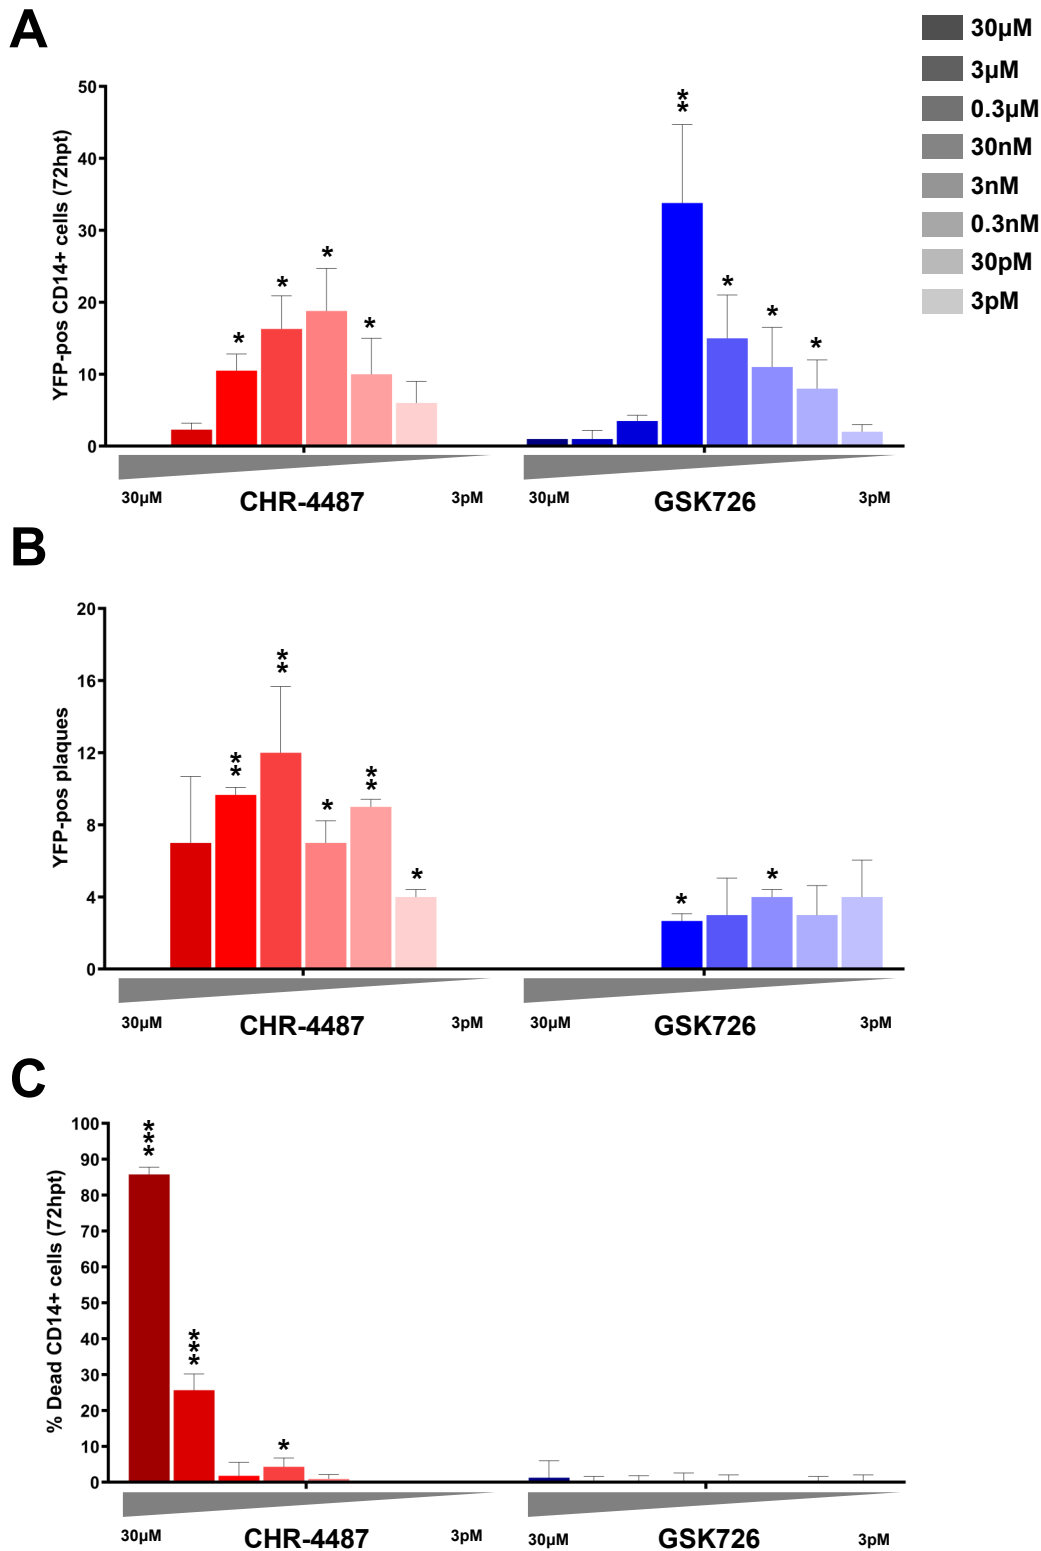 A
30µM
3µM
0.3µM
30nM
3nM
0.3nM
30pM
3pM
YFP-pos CD14+ cells (72hpt)
50
40
30
20
10
0
* * * * *
** * * *
30µM CHR-4487 3pM 30µM GSK726 3pM
B
YFP-pos plaques
20
16
12
8
4
0
** ** * ** *
* *
30µM CHR-4487 3pM 30µM GSK726 3pM
C
% Dead CD14+ cells (72hpt)
100
90
80
70
60
50
40
30
20
10
0
*** *** *
30µM CHR-4487 3pM 30µM GSK726 3pM